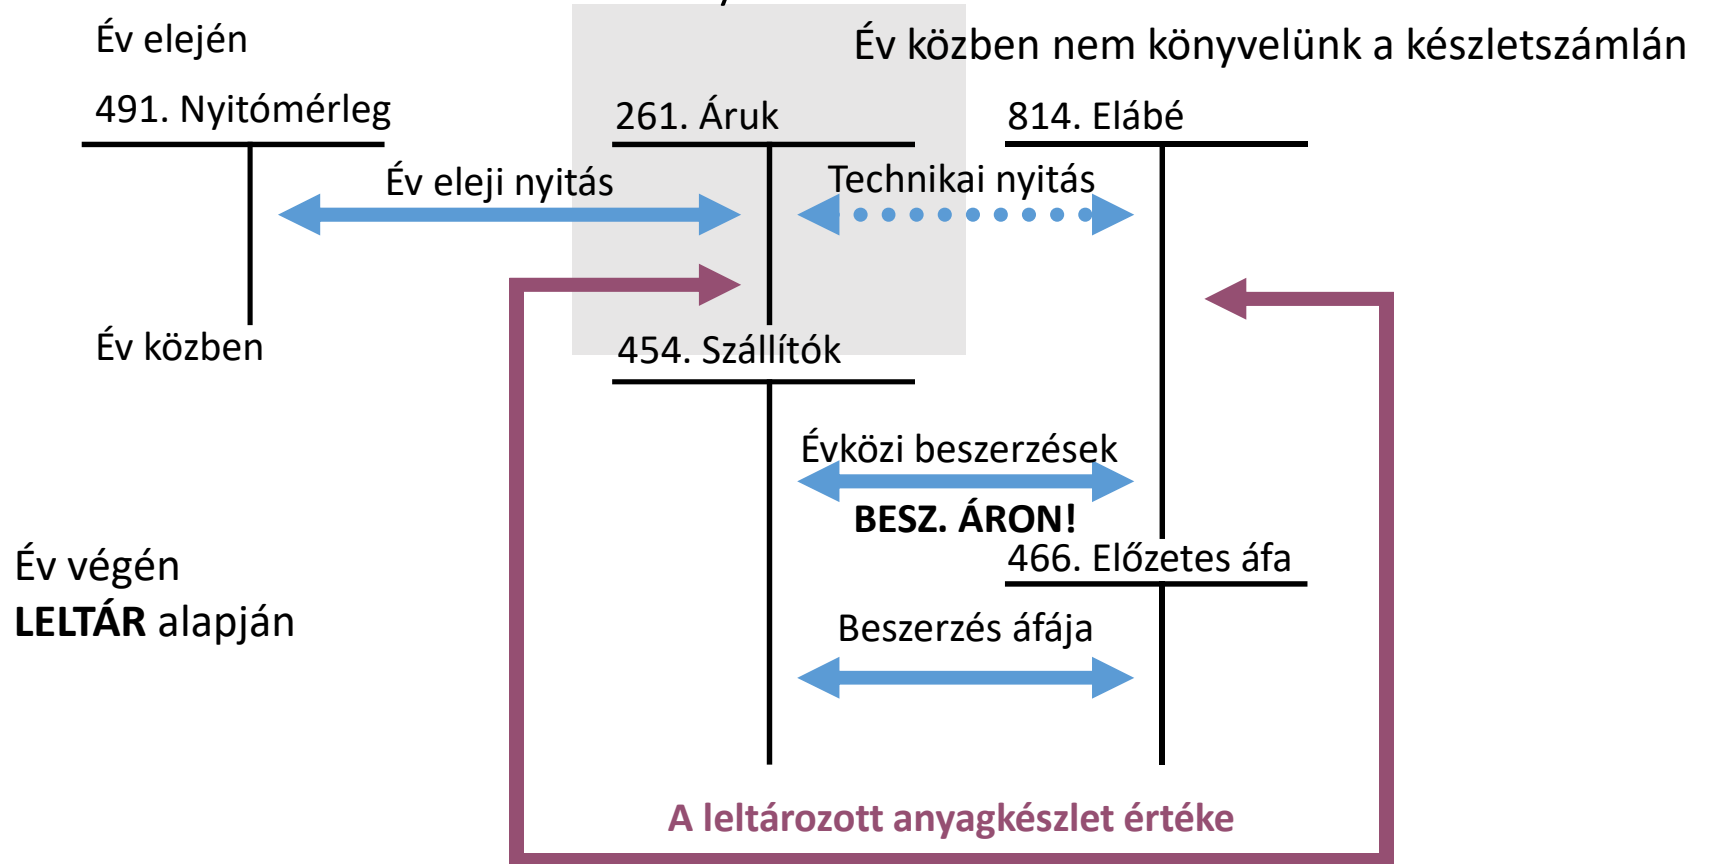 Év elején
Év közben nem könyvelünk a készletszámlán
491. Nyitómérleg
261. Áruk
814. Elábé
Év eleji nyitás
Technikai nyitás
Év közben
454. Szállítók
Évközi beszerzések
BESZ. ÁRON!
466. Előzetes áfa
Év végén
LELTÁR alapján
Beszerzés áfája
A leltározott anyagkészlet értéke